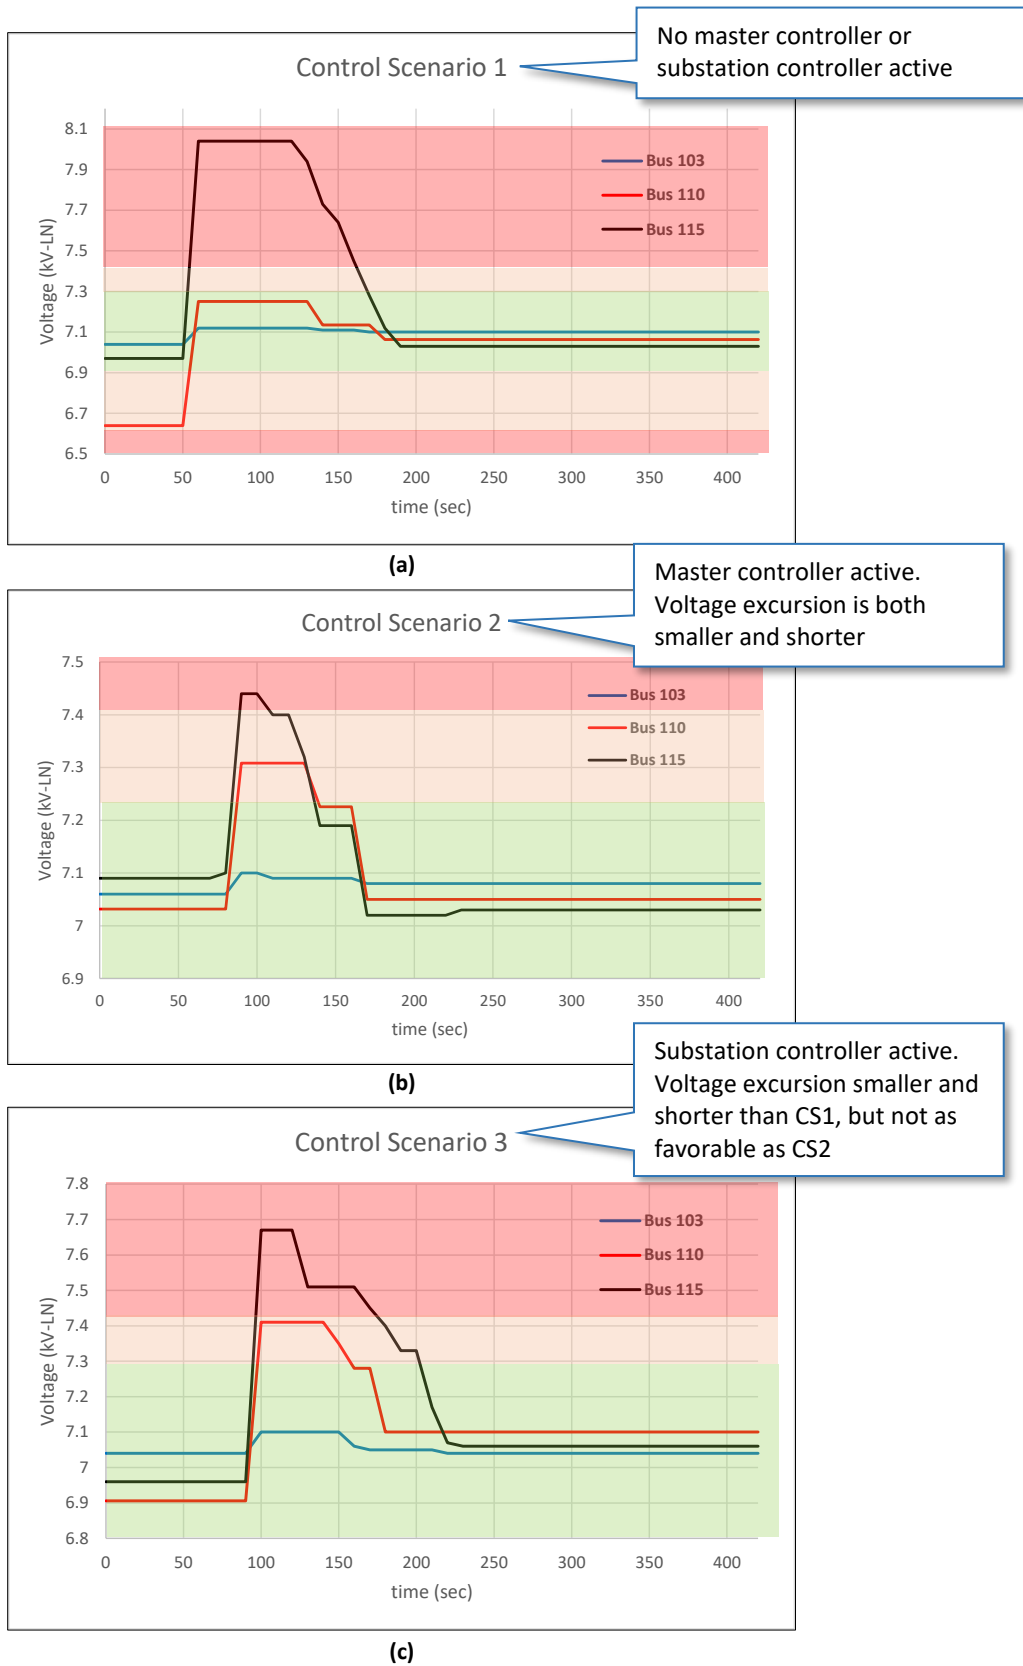 No master controller or
substation controller active
Control Scenario 1
Voltage (kV-LN)
8.1
7.9
7.7
7.5
7.3
7.1
6.9
6.7
6.5
Bus 103
Bus 110
Bus 115
0 50 100 150 200 250 300 350 400
time (sec)
(a)
Master controller active.
Voltage excursion is both
smaller and shorter
Control Scenario 2
Voltage (kV-LN)
7.5
7.4
7.3
7.2
7.1
7
6.9
Bus 103
Bus 110
Bus 115
0 50 100 150 200 250 300 350 400
time (sec)
(b)
Substation controller active.
Voltage excursion smaller and
shorter than CS1, but not as
favorable as CS2
Control Scenario 3
Voltage (kV-LN)
7.8
7.7
7.6
7.5
7.4
7.3
7.2
7.1
7
6.9
6.8
Bus 103
Bus 110
Bus 115
0 50 100 150 200 250 300 350 400
time (sec)
(c)